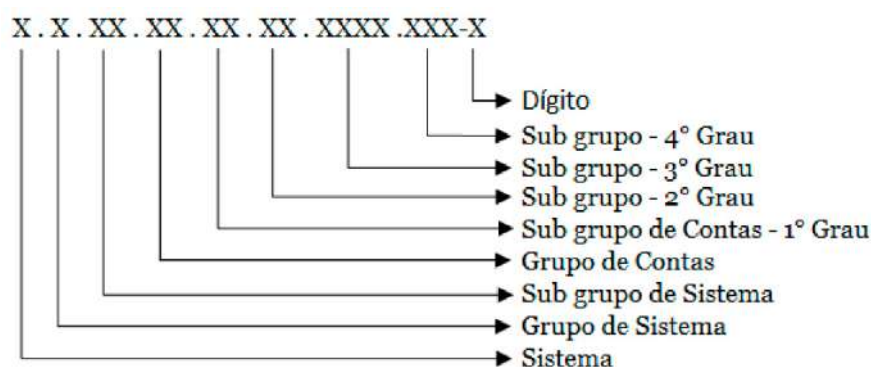 X . X . XX . XX . XX . XX . XXXX .XXX-X
Dígito
Sub grupo - 4° Grau
Sub grupo - 3° Grau
Sub grupo - 2° Grau
Sub grupo de Contas - 1° Grau
Grupo de Contas
Sub grupo de Sistema
Grupo de Sistema
Sistema